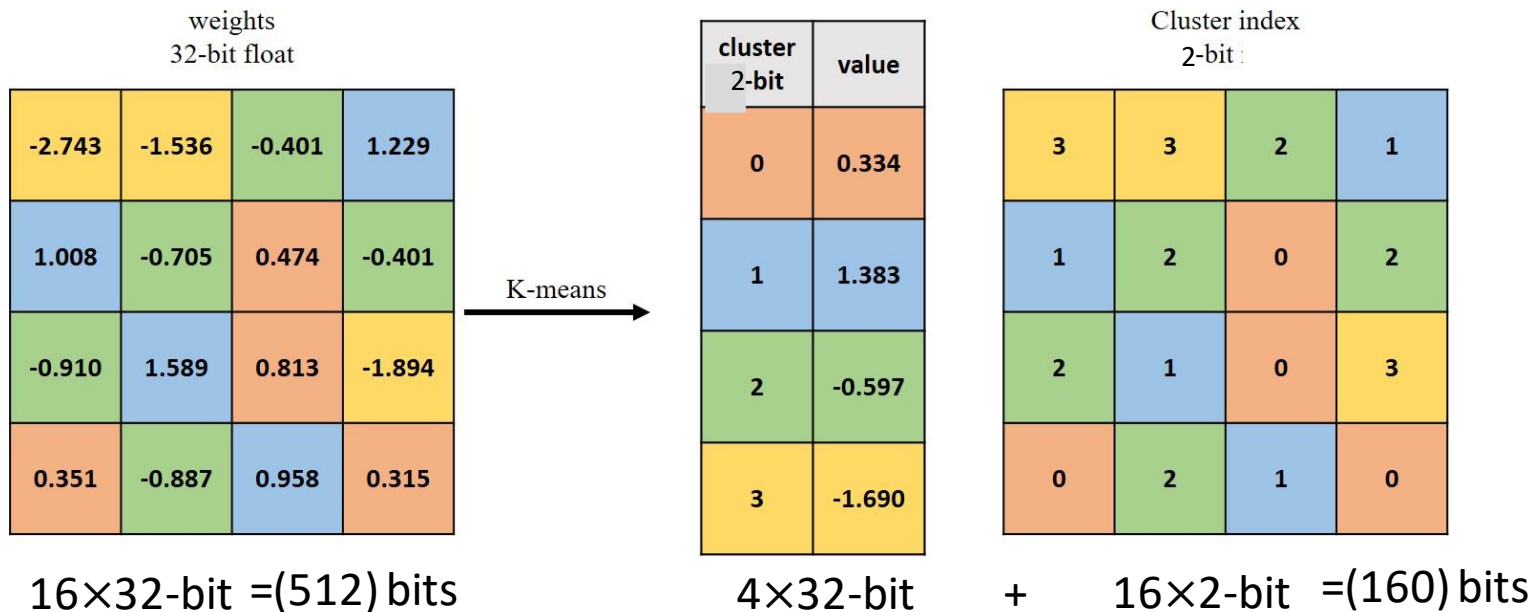 weights
32-bit float
-2.743 -1.536 -0.401 1.229
1.008 -0.705 0.474 -0.401
-0.910 1.589 0.813 -1.894
0.351 -0.887 0.958 0.315
16×32-bit =(512) bits
K-means
cluster
2-bit
value
0 0.334
1 1.383
2 -0.597
3 -1.690
4×32-bit + 16×2-bit =(160) bits
Cluster index
2-bit
3 3 2 1
1 2 0 2
2 1 0 3
0 2 1 0